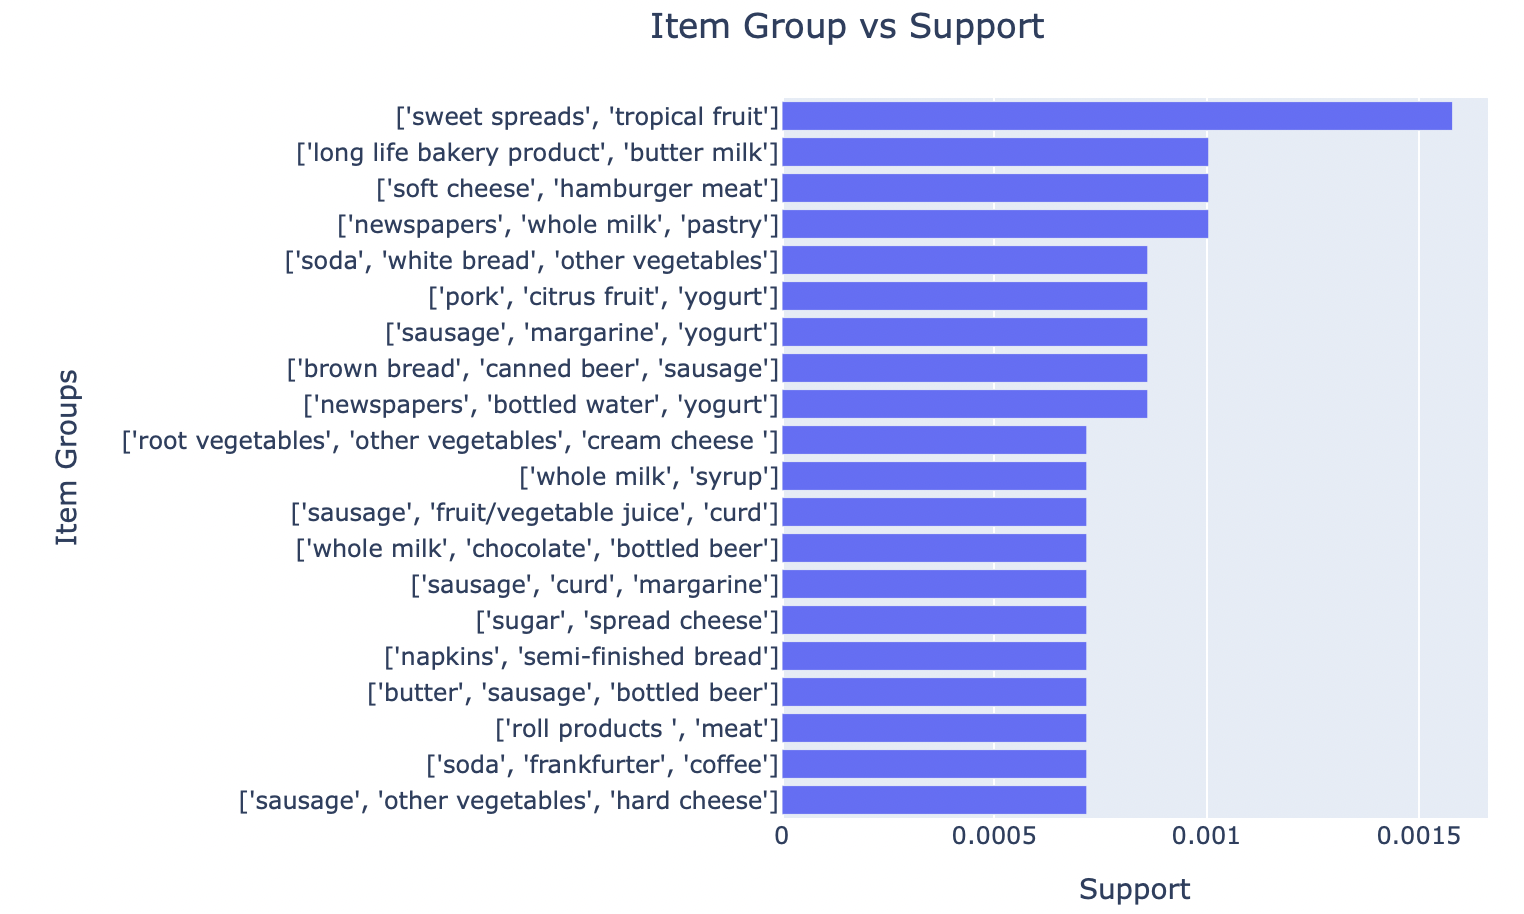 Item Group vs Support
['sweet spreads', 'tropical fruit']
['long life bakery product', 'butter milk']
['soft cheese', 'hamburger meat']
['newspapers', 'whole milk', 'pastry']
['soda', 'white bread', 'other vegetables']
['pork', 'citrus fruit', 'yogurt']
['sausage', 'margarine', 'yogurt']
['brown bread', 'canned beer', 'sausage']
['newspapers', 'bottled water', 'yogurt']
['root vegetables', 'other vegetables', 'cream cheese ']
['whole milk', 'syrup']
['sausage', 'fruit/vegetable juice', 'curd']
['whole milk', 'chocolate', 'bottled beer']
['sausage', 'curd', 'margarine']
['sugar', 'spread cheese']
['napkins', 'semi-finished bread']
['butter', 'sausage', 'bottled beer']
['roll products ', 'meat']
['soda', 'frankfurter', 'coffee']
['sausage', 'other vegetables', 'hard cheese']
Item Groups
0 0.0005 0.001 0.0015
Support